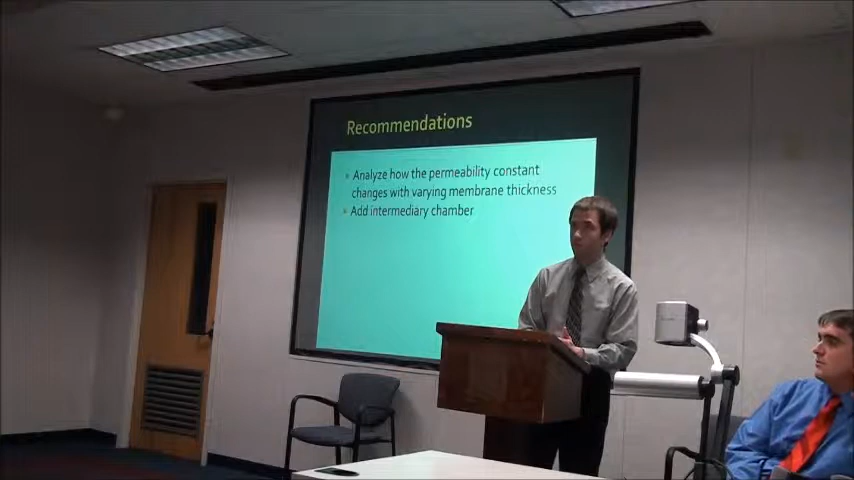 Recommendations
Analyze how the permeability constant
changes with varying membrane thickness
Add intermediary chamber